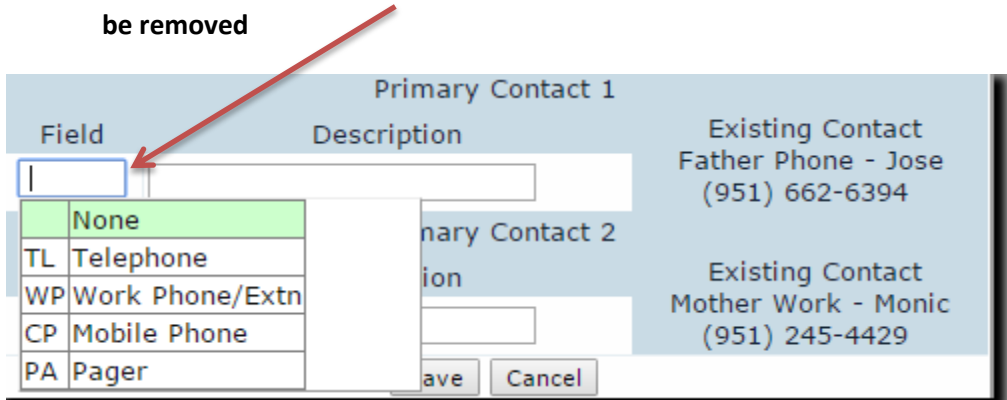 be removed
Primary Contact 1
Field Description Existing Contact
Father Phone - Jose
(951) 662-6394
None
mary Contact 2
TL Telephone
ion Existing Contact
WP Work Phone/Extn
Mother Work - Monic
CP Mobile Phone
(951) 245-4429
PA Pager
ave Cancel